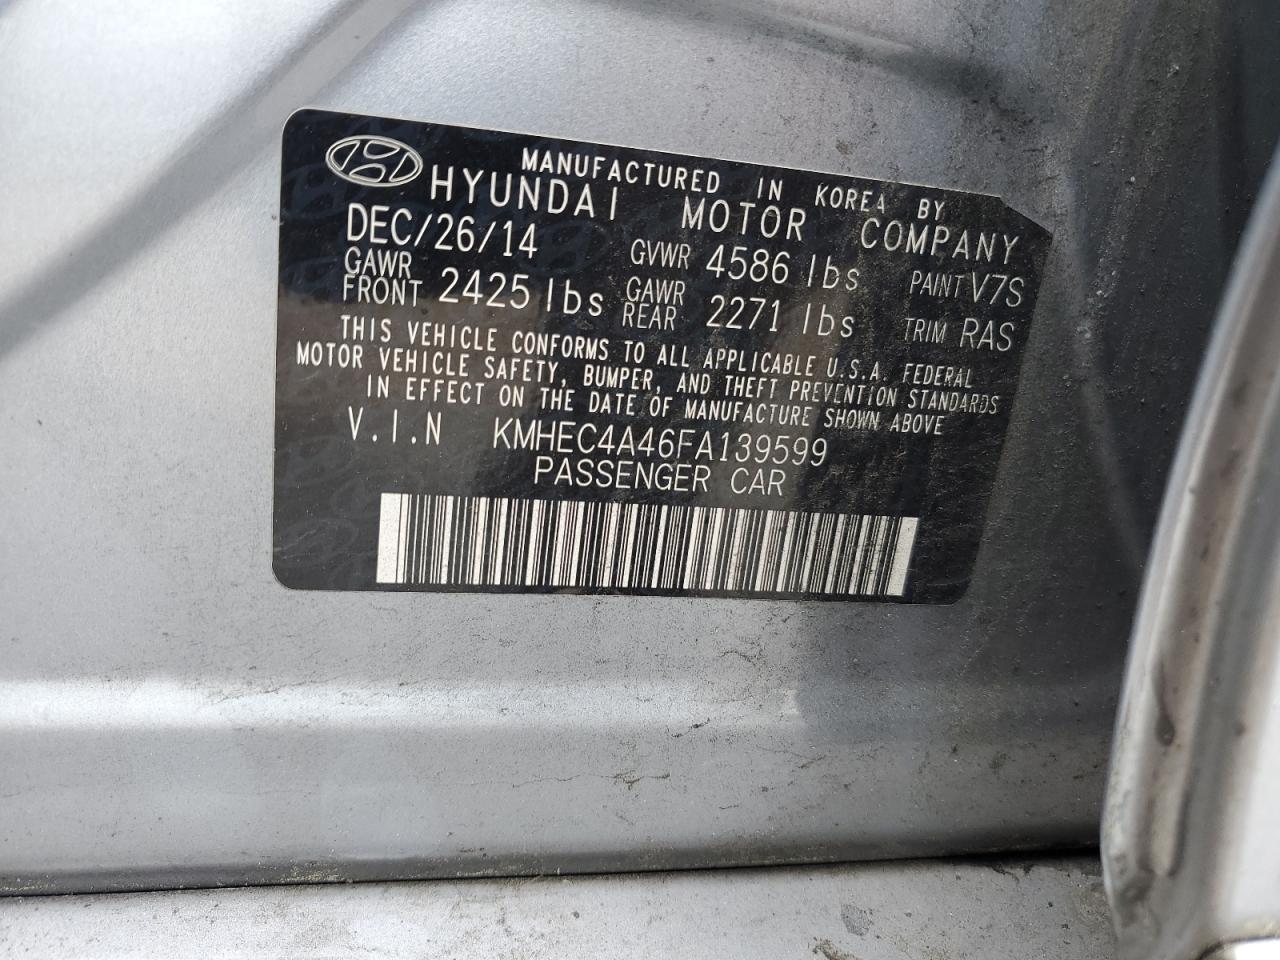 MANUFACTURED IN KOREA BY
HYUNDAI MOTOR COMPANY
DEC/26/14 GVWR 4586 lbs PAINT V7S
GAWR FRONT 2425 lbs GAWR REAR 2271 lbs TRIM RAS
THIS VEHICLE CONFORMS TO ALL APPLICABLE U.S.A. FEDERAL
MOTOR VEHICLE SAFETY, BUMPER, AND THEFT PREVENTION STANDARDS
IN EFFECT ON THE DATE OF MANUFACTURE SHOWN ABOVE
V.I.N KMHEC4A46FA139599
PASSENGER CAR